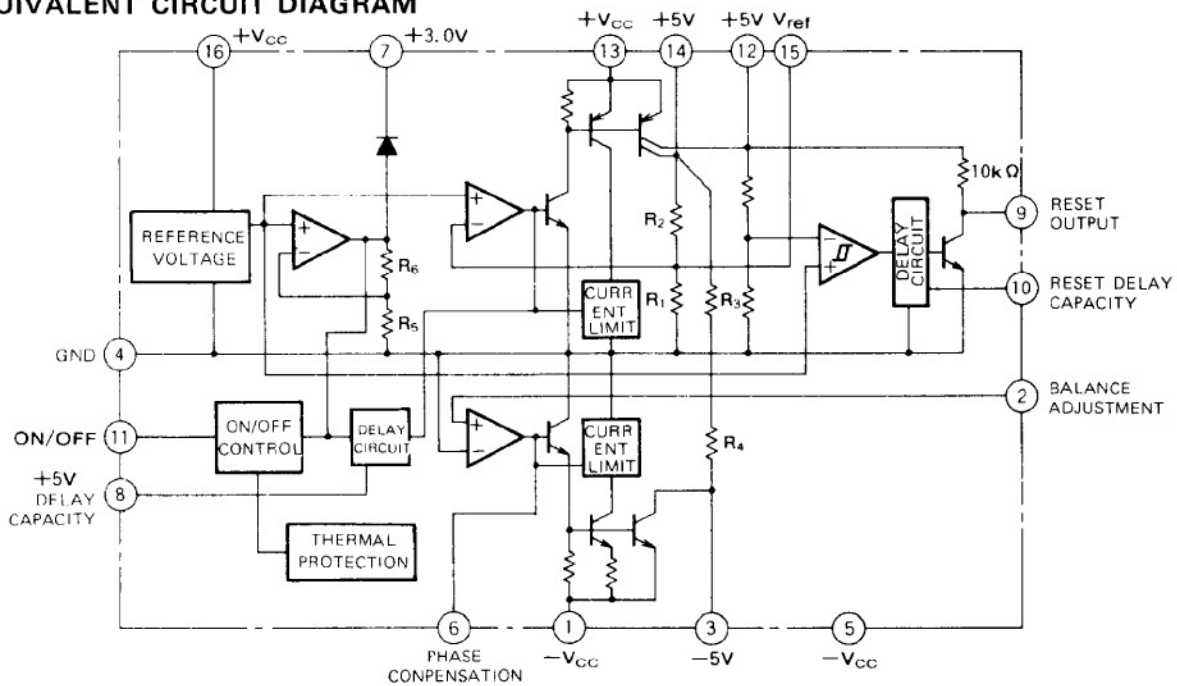 UIVALENT CIRCUIT DIAGRAM
+VCC +3.0V +VCC +5V +5V Vref
16 7 13 14 12 15
10k Ω
R2
R6
R1 R3
R5
R4
REFERENCE
VOLTAGE
CURR
ENT
LIMIT
DELAY
CIRCUIT
9 RESET
OUTPUT
10 RESET DELAY
CAPACITY
GND 4
2 BALANCE
ADJUSTMENT
ON/OFF 11
ON/OFF
CONTROL
DELAY
CIRCUIT
CURR
ENT
LIMIT
+5V
DELAY
CAPACITY
8
THERMAL
PROTECTION
6 1 3 5
PHASE
CONPENSATION
−VCC −5V −VCC